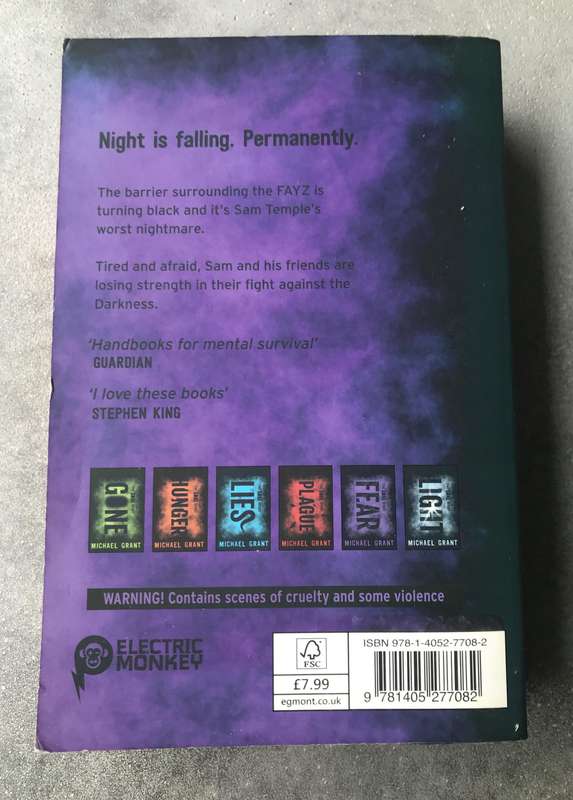 Night is falling. Permanently.
The barrier surrounding the FAYZ is
turning black and it's Sam Temple's
worst nightmare.
Tired and afraid, Sam and his friends are
losing strength in their fight against the
Darkness.
'Handbooks for mental survival'
GUARDIAN
'I love these books'
STEPHEN KING
GONE
MICHAEL GRANT
HUNGER
MICHAEL GRANT
LIES
MICHAEL GRANT
PLAGUE
MICHAEL GRANT
FEAR
MICHAEL GRANT
LIGHT
MICHAEL GRANT
WARNING! Contains scenes of cruelty and some violence
ELECTRIC
MONKEY
FSC
£7.99
egmont.co.uk
ISBN 978-1-4052-7708-2
9 781405 277082